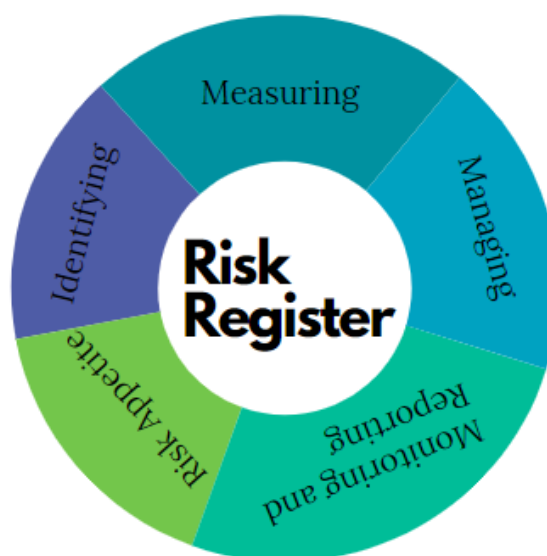 Measuring
Managing
Monitoring and
Reporting
Risk Appetite
Identifying
Risk
Register